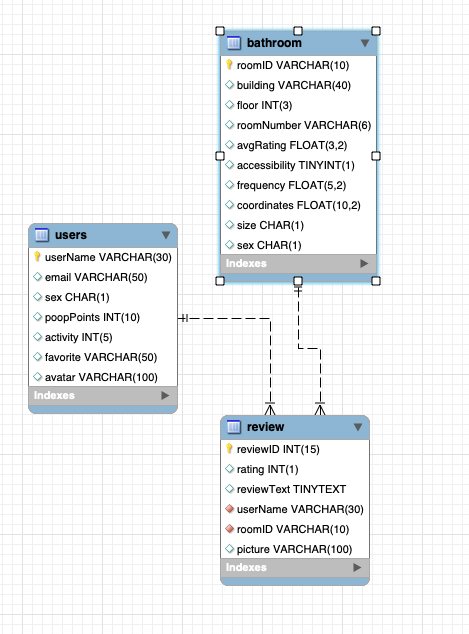 bathroom
roomID VARCHAR(10)
building VARCHAR(40)
floor INT(3)
roomNumber VARCHAR(6)
avgRating FLOAT(3,2)
accessibility TINYINT(1)
frequency FLOAT(5,2)
coordinates FLOAT(10,2)
size CHAR(1)
sex CHAR(1)
Indexes
users
userName VARCHAR(30)
email VARCHAR(50)
sex CHAR(1)
poopPoints INT(10)
activity INT(5)
favorite VARCHAR(50)
avatar VARCHAR(100)
Indexes
review
reviewID INT(15)
rating INT(1)
reviewText TINYTEXT
userName VARCHAR(30)
roomID VARCHAR(10)
picture VARCHAR(100)
Indexes